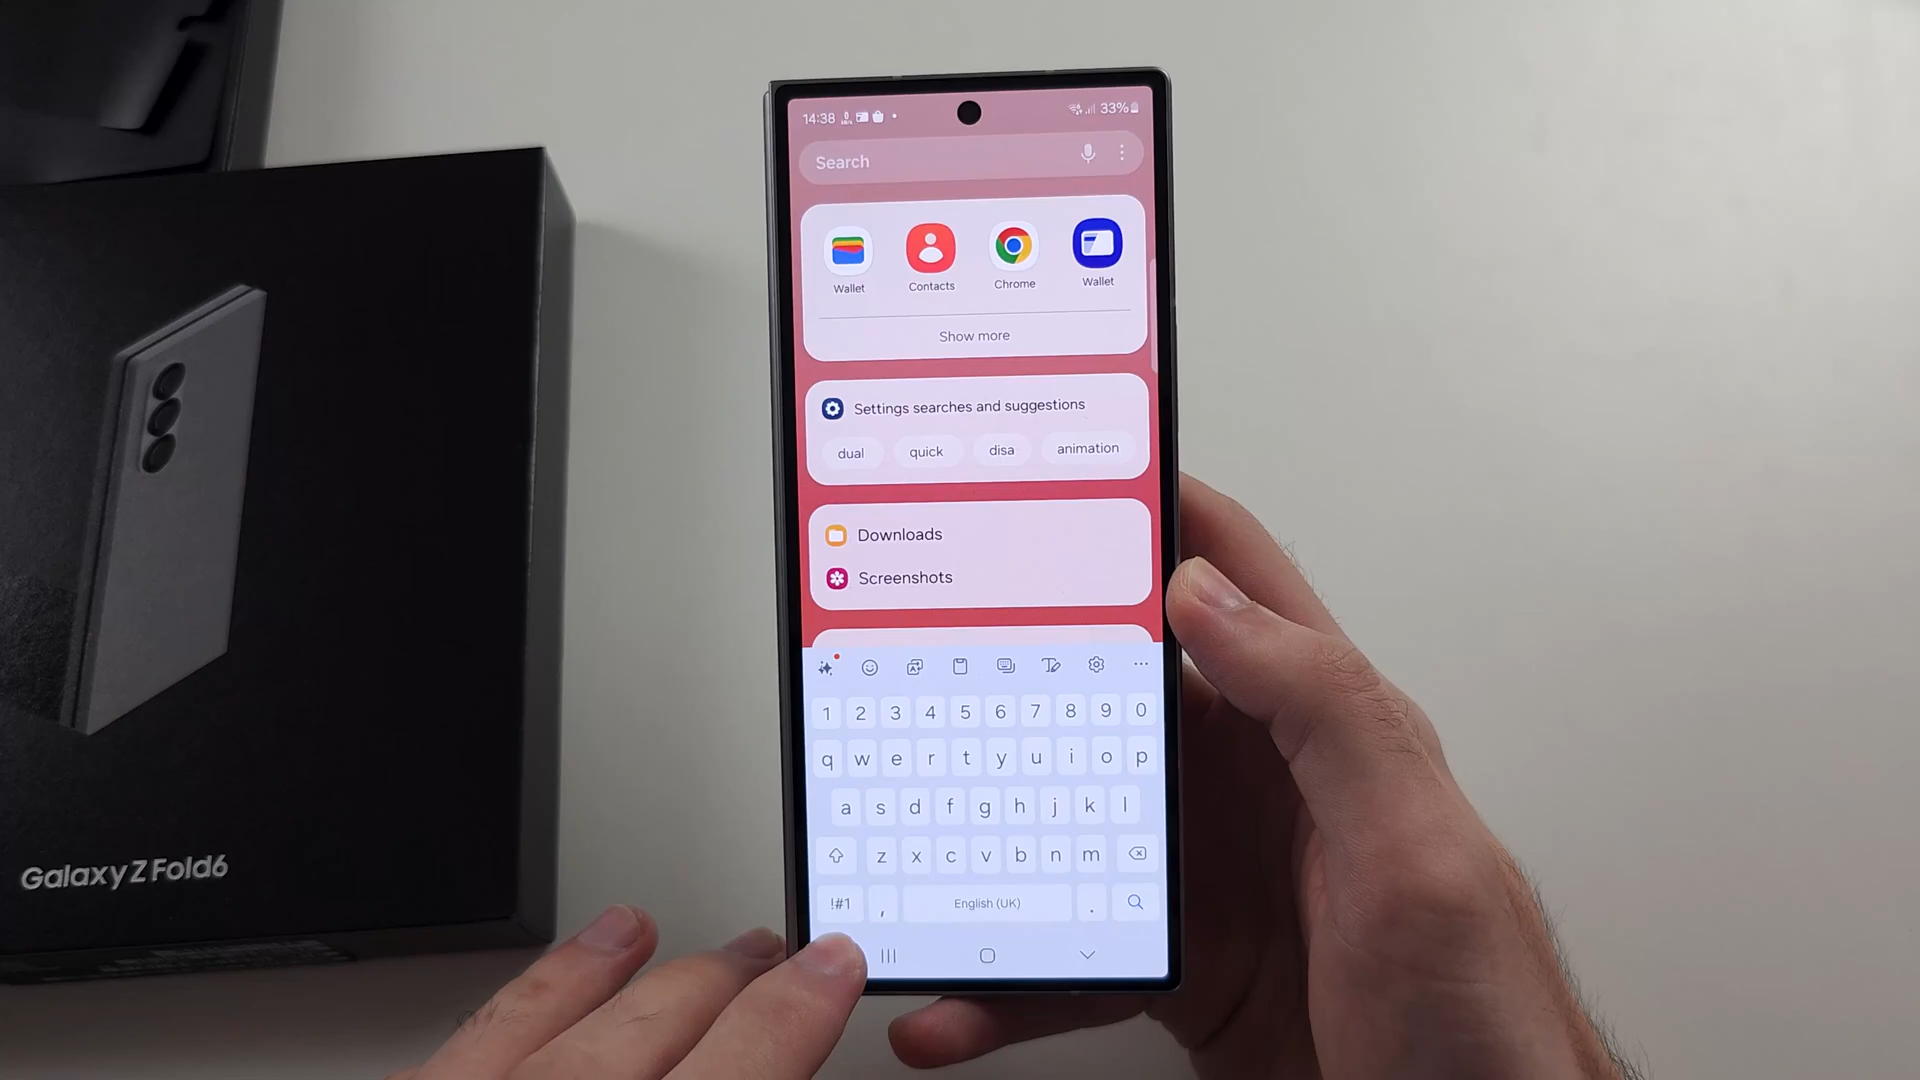 14:38
33%
Search
Wallet
Contacts
Chrome
Wallet
Show more
Settings searches and suggestions
dual
quick
disa
animation
Downloads
Screenshots
1 2 3 4 5 6 7 8 9 0
q w e r t y u i o p
a s d f g h j k l
z x c v b n m
!#1 , English (UK) .
Galaxy Z Fold6